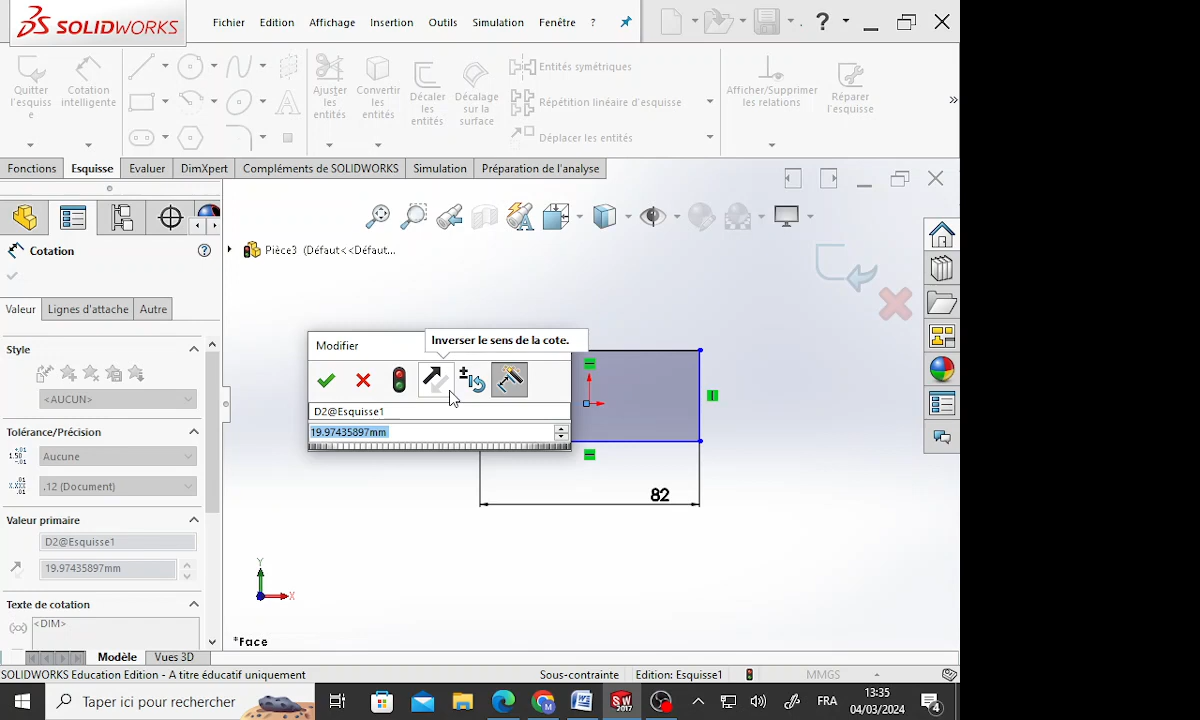 SOLIDWORKS
Fichier Edition Affichage Insertion Outils Simulation Fenêtre ?
Quitter l'esquiss e
Cotation intelligente
Ajuster les entités
Convertir les entités
Décaler les entités
Décalage sur la surface
Entités symétriques
Répétition linéaire d'esquisse
Déplacer les entités
Afficher/Supprimer les relations
Réparer l'esquisse
Fonctions Esquisse Evaluer DimXpert Compléments de SOLIDWORKS Simulation Préparation de l'analyse
Cotation
Pièce3 (Défaut<<Défaut...
Valeur Lignes d'attache Autre
Style
<AUCUN>
Tolérance/Précision
Aucune
.12 (Document)
Valeur primaire
D2@Esquisse1
19.97435897mm
Texte de cotation
<DIM>
Modifier
Inverser le sens de la cote.
D2@Esquisse1
19.97435897mm
82
Y
X
*Face
Modèle Vues 3D
SOLIDWORKS Education Edition - A titre éducatif uniquement Sous-contrainte Edition: Esquisse1 MMGS
Taper ici pour rechercher
SW 2017
FRA
13:35
04/03/2024
4